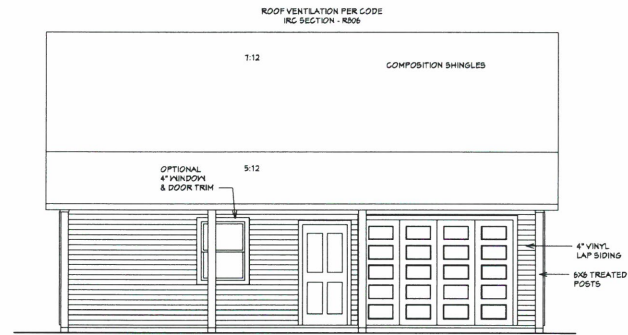 ROOF VENTILATION PER CODE
IRC SECTION - R806
7:12
COMPOSITION SHINGLES
OPTIONAL
4" WINDOW
& DOOR TRIM
5:12
4" VINYL
LAP SIDING
6X6 TREATED
POSTS